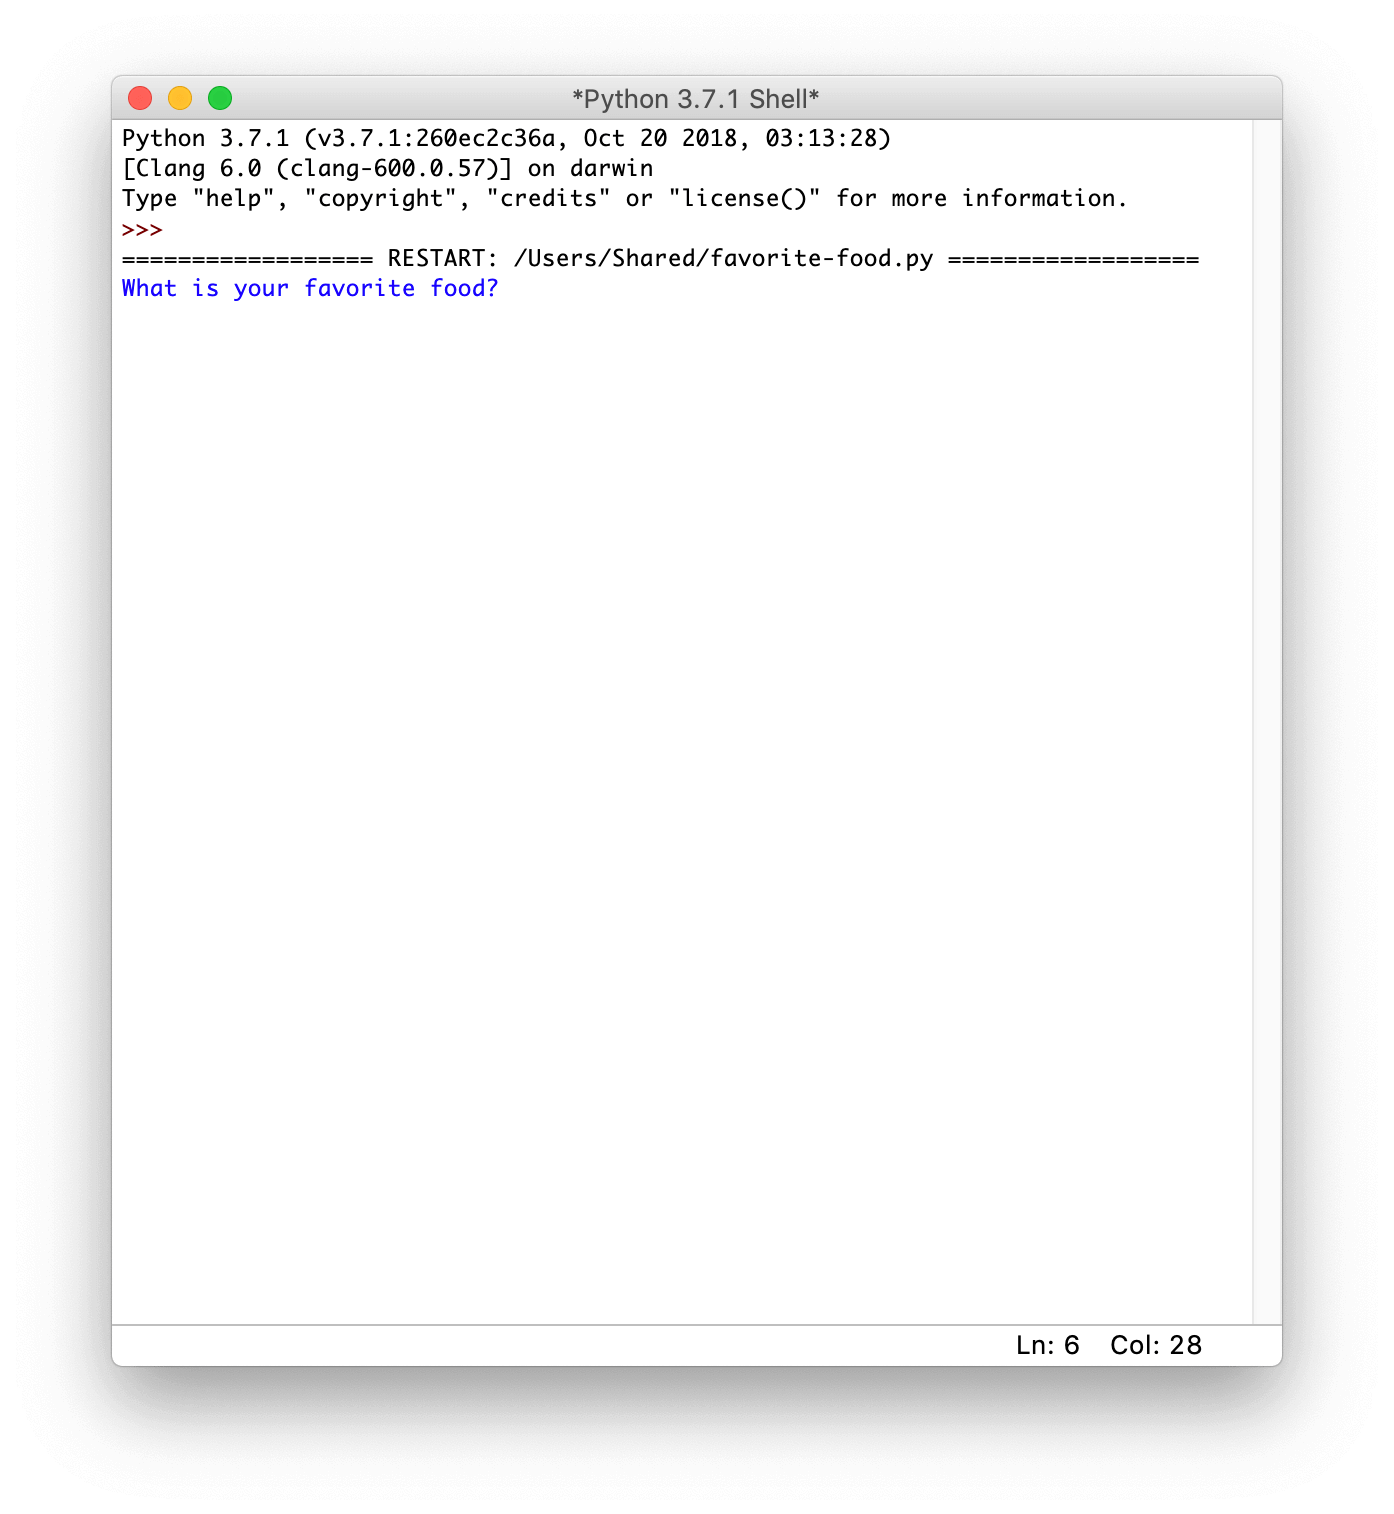 *Python 3.7.1 Shell*
Python 3.7.1 (v3.7.1:260ec2c36a, Oct 20 2018, 03:13:28)
[Clang 6.0 (clang-600.0.57)] on darwin
Type "help", "copyright", "credits" or "license()" for more information.
>>>
================== RESTART: /Users/Shared/favorite-food.py ==================
What is your favorite food?
Ln: 6 Col: 28